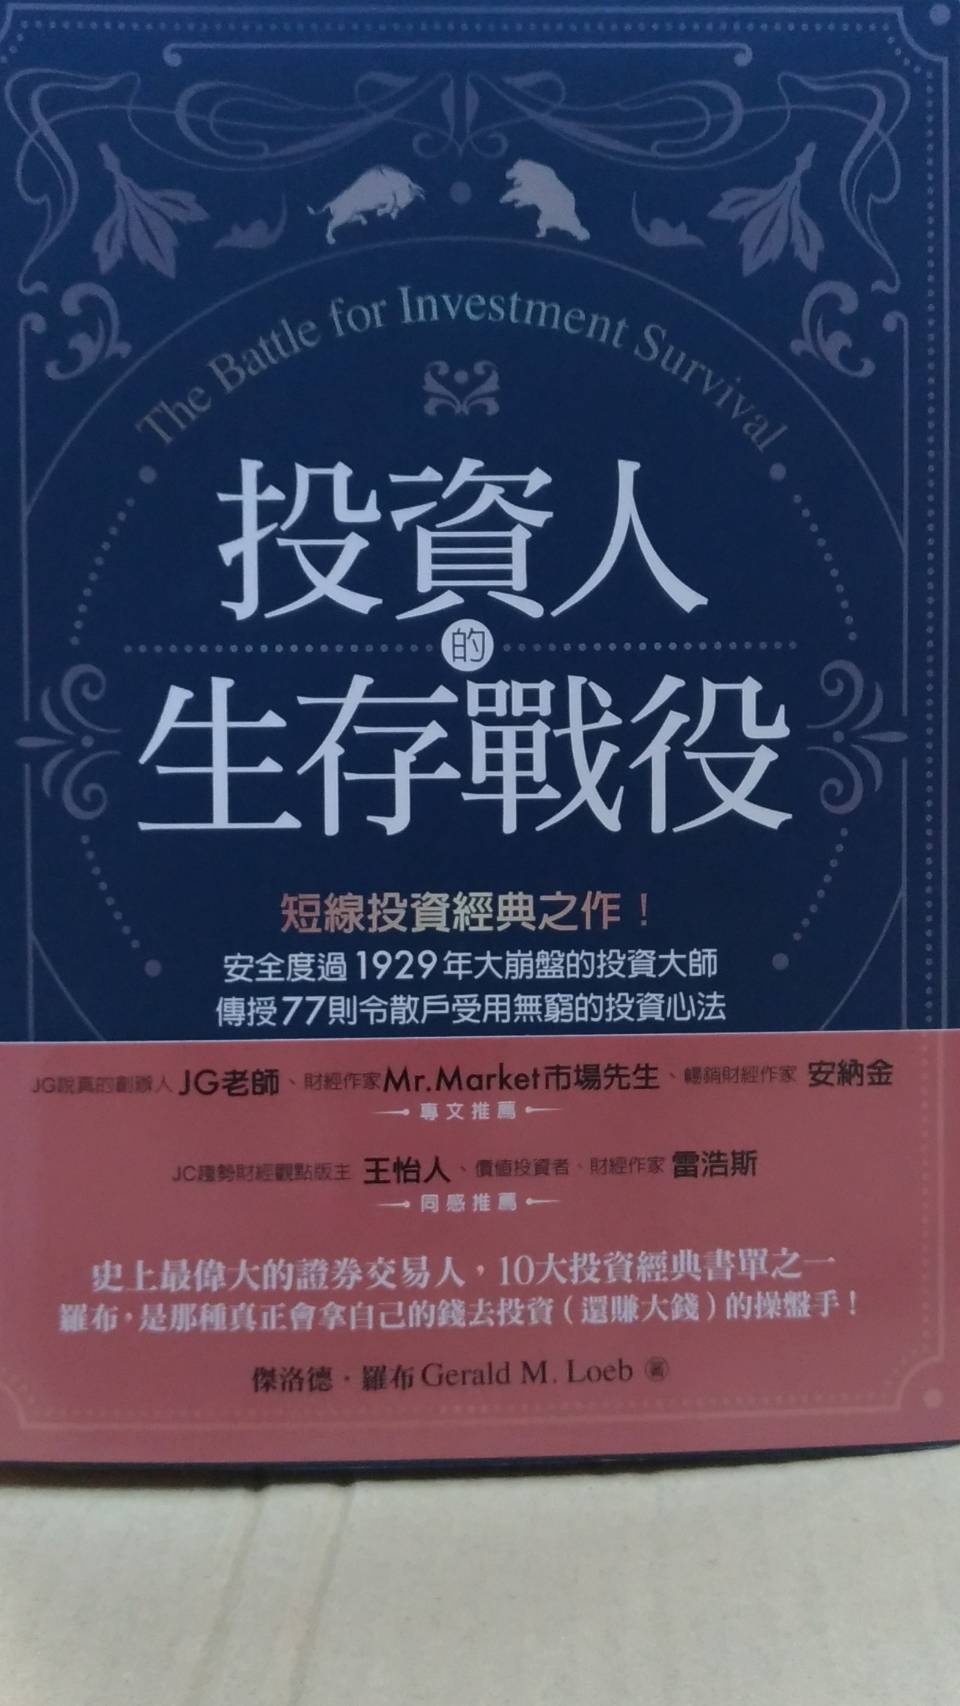 The Battle for Investment Survival
投資人
的
生存戰役
短線投資經典之作！
安全度過1929年大崩盤的投資大師
傳授77則令散戶受用無窮的投資心法
JG說真的創辦人 JG老師、財經作家Mr.Market市場先生、暢銷財經作家 安納金
專文推薦
JC趨勢財經觀點版主 王怡人、價值投資者、財經作家 雷浩斯
同感推薦
史上最偉大的證券交易人，10大投資經典書單之一
羅布，是那種真正會拿自己的錢去投資（還賺大錢）的操盤手！
傑洛德．羅布 Gerald M. Loeb 著